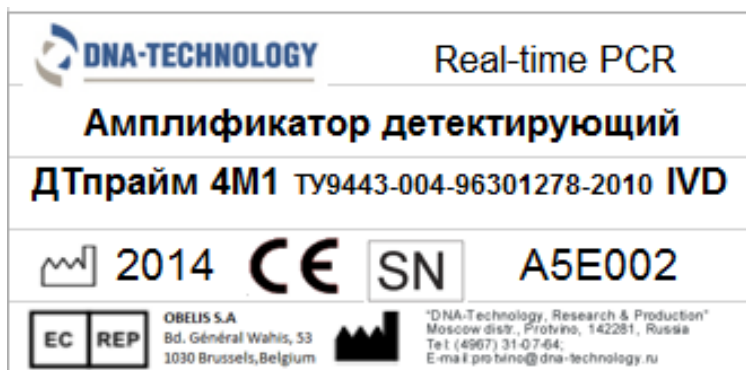 DNA-TECHNOLOGY Real-time PCR
Амплификатор детектирующий
ДТпрайм 4М1 ТУ9443-004-96301278-2010 IVD
2014 CE SN A5E002
EC REP
OBELIS S.A
Bd. Général Wahis, 53
1030 Brussels,Belgium
"DNA-Technology, Research & Production"
Moscow distr., Protvino, 142281, Russia
Tel: (4967) 31-07-64;
E-mail:protvino@dna-technology.ru